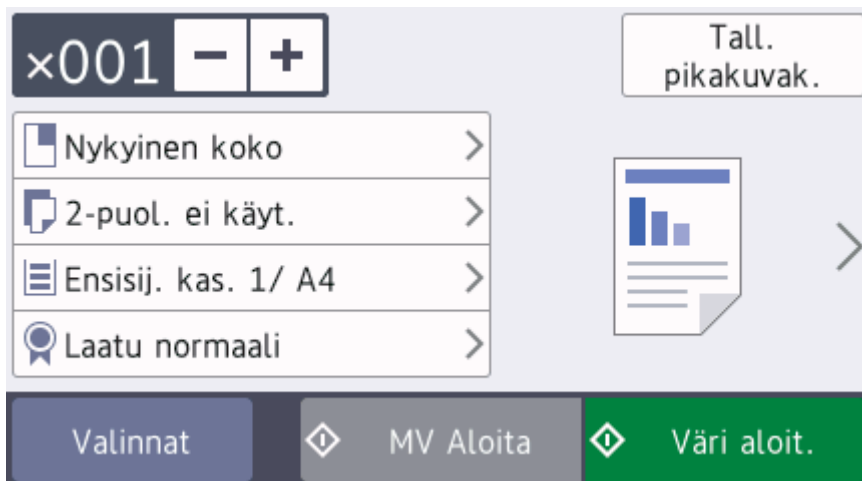 ×001 - +
Tall.
pikakuvak.
Nykyinen koko
2-puol. ei käyt.
Ensisij. kas. 1/ A4
Laatu normaali
Valinnat
MV Aloita
Väri aloit.